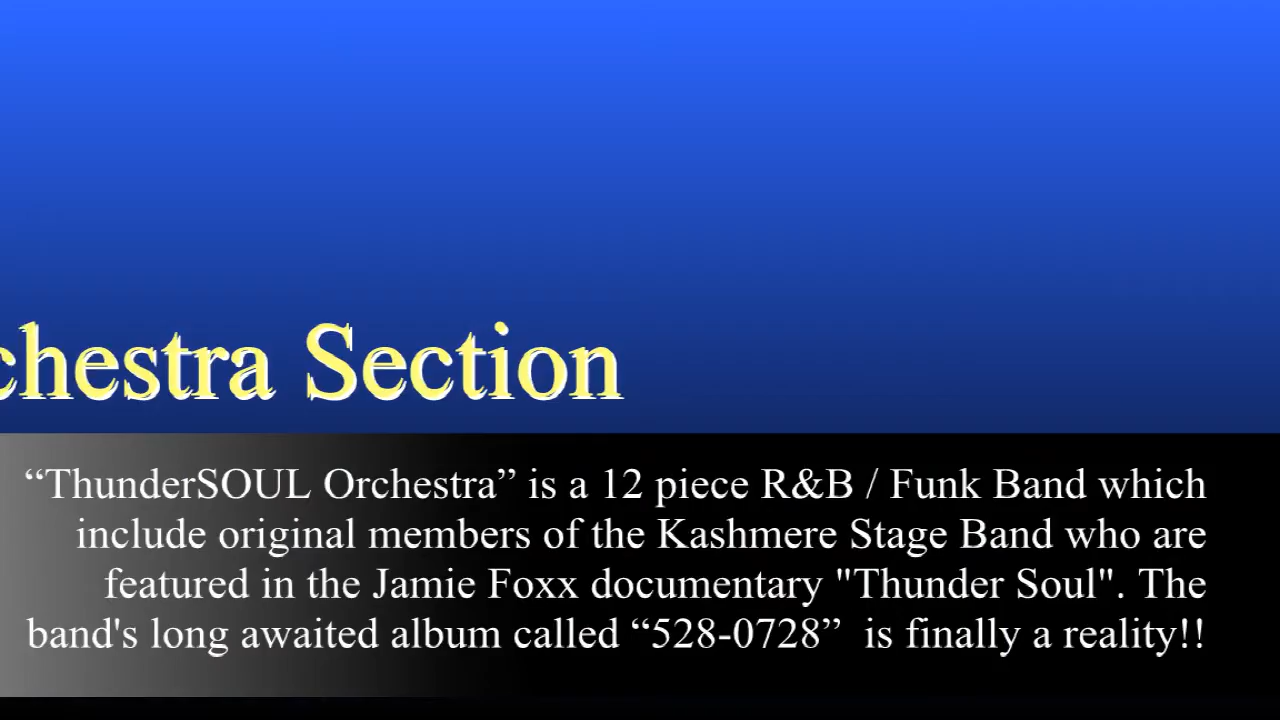 chestra Section
“ThunderSOUL Orchestra” is a 12 piece R&B / Funk Band which
include original members of the Kashmere Stage Band who are
featured in the Jamie Foxx documentary "Thunder Soul". The
band's long awaited album called “528-0728”  is finally a reality!!